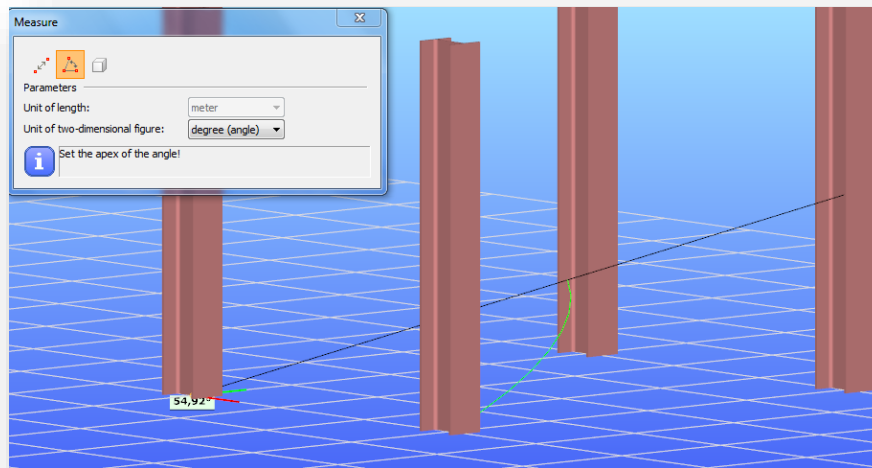 Measure
Parameters
Unit of length: meter
Unit of two-dimensional figure: degree (angle)
Set the apex of the angle!
54,92°